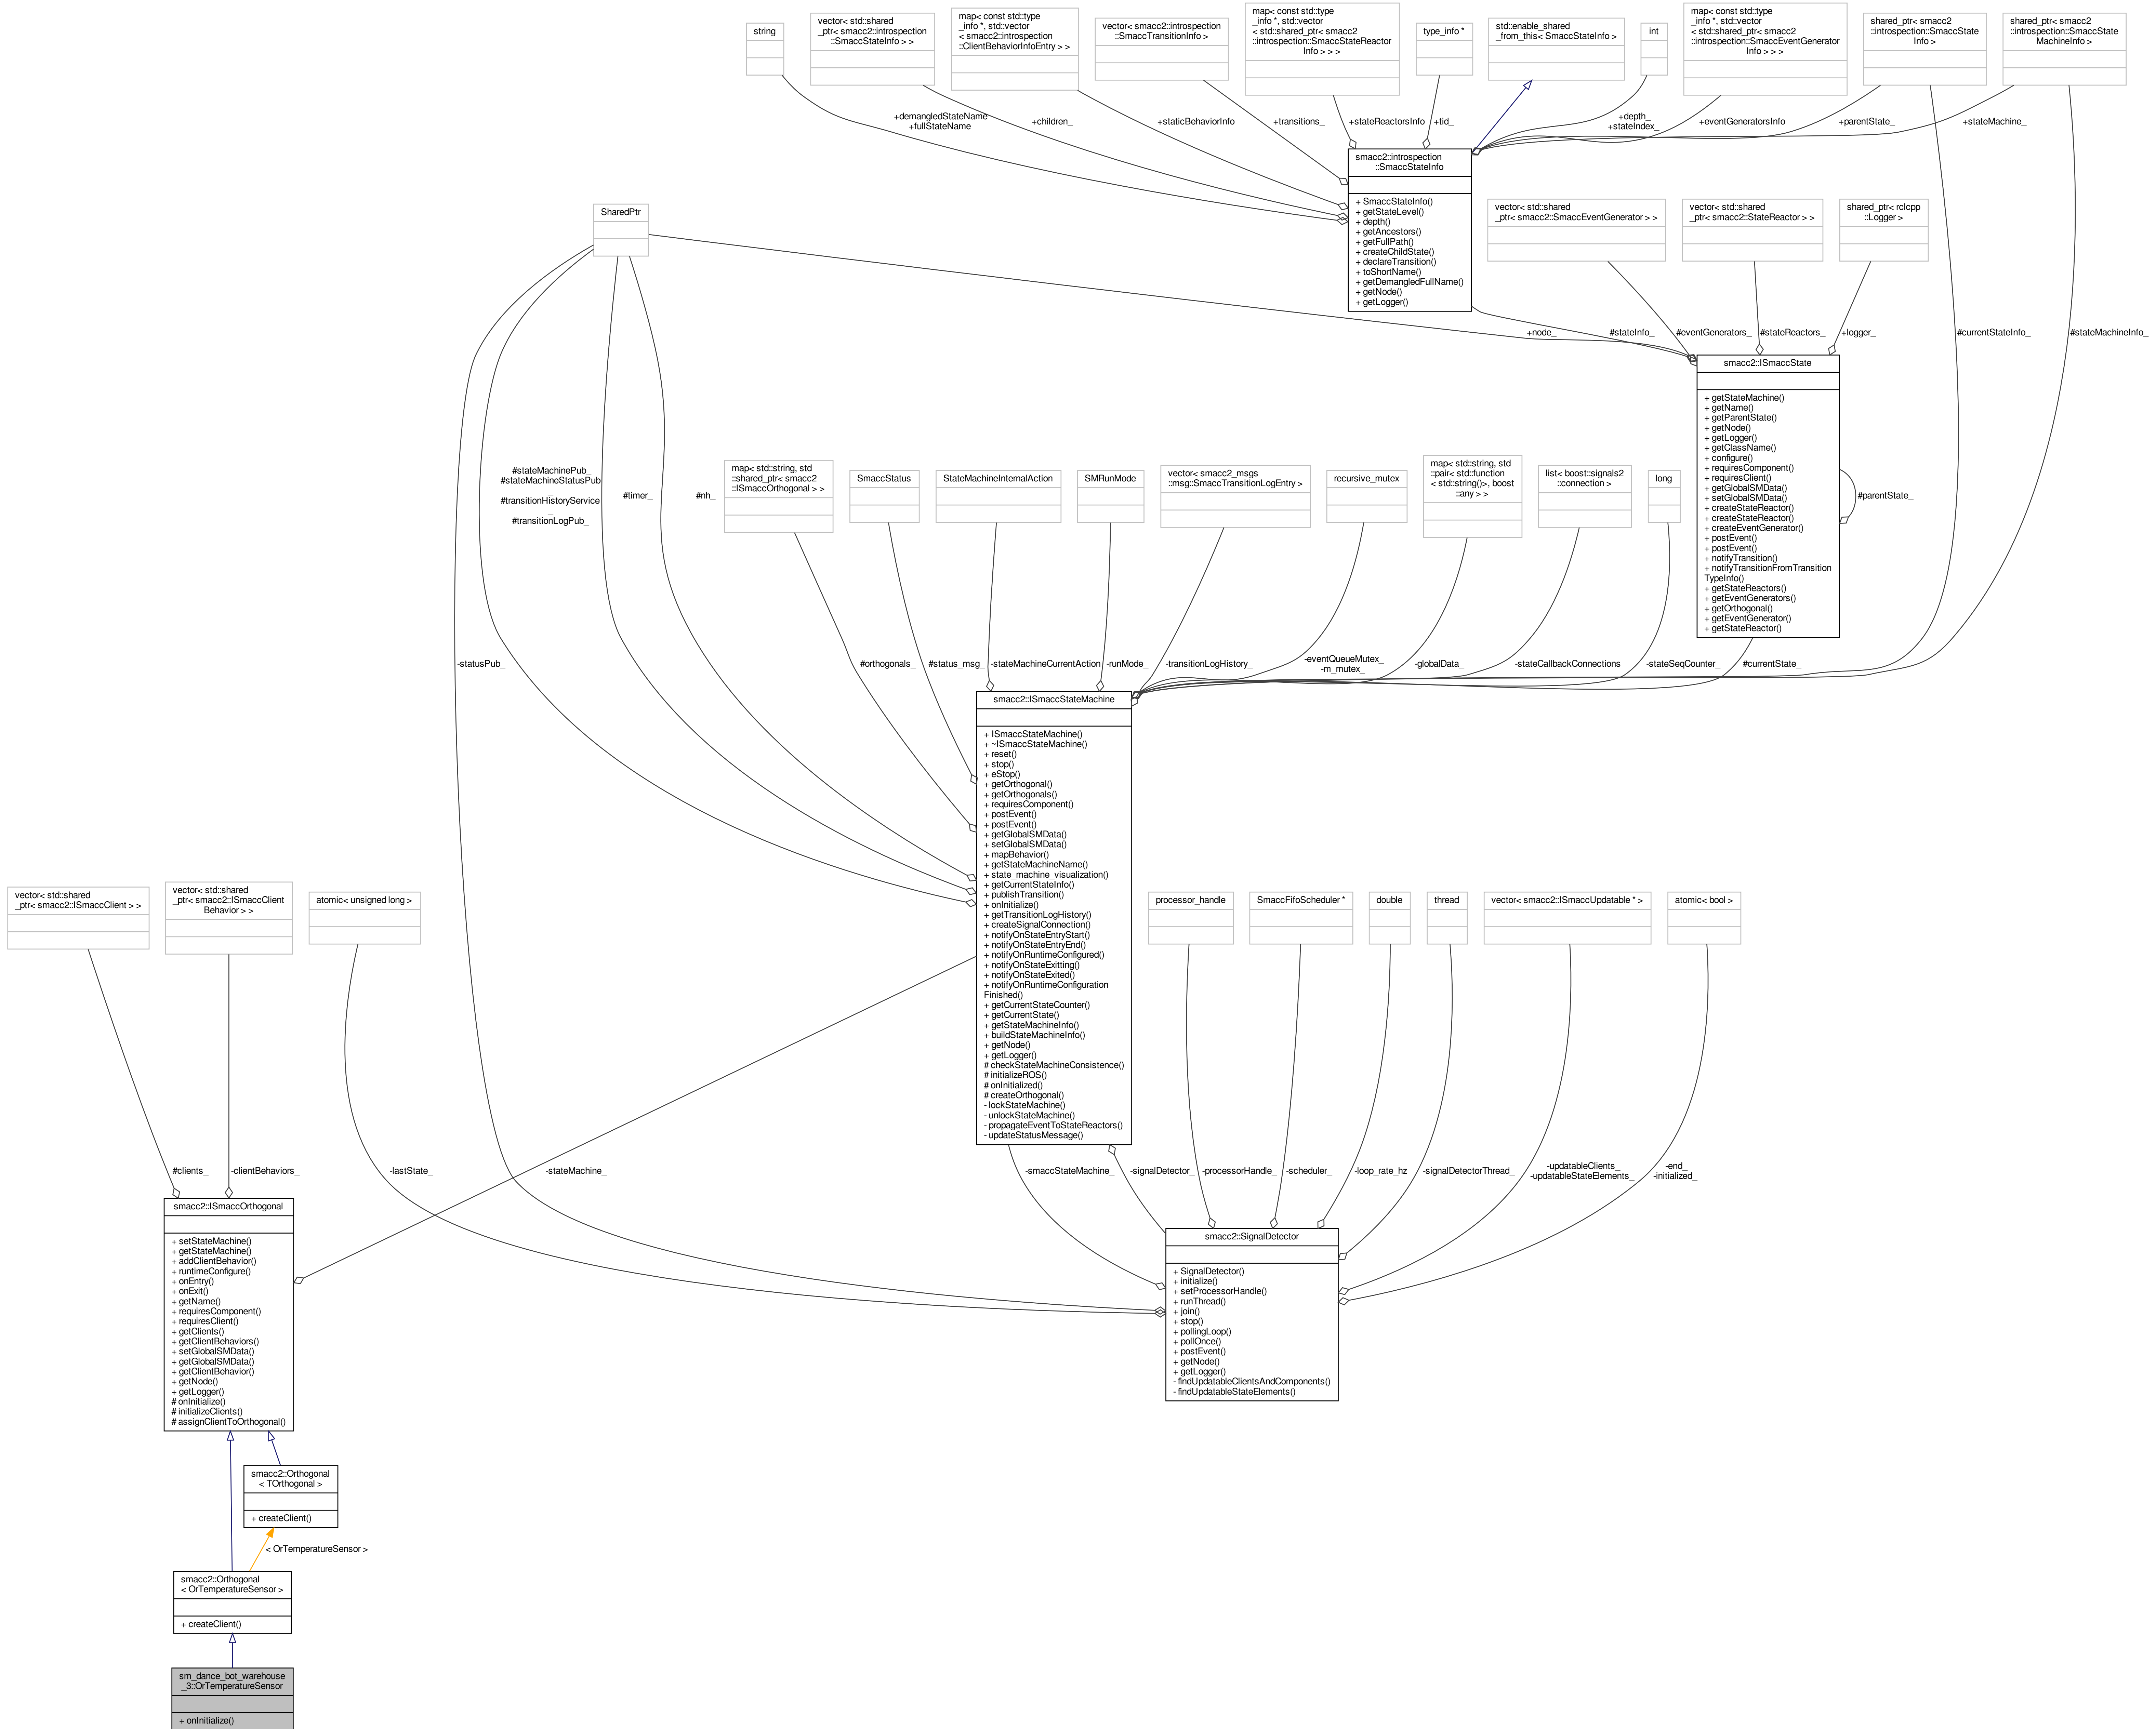 string
vector< std::shared
_ptr< smacc2::introspection
::SmaccStateInfo > >
map< const std::type
_info *, std::vector
< smacc2::introspection
::ClientBehaviorInfoEntry > >
vector< smacc2::introspection
::SmaccTransitionInfo >
map< const std::type
_info *, std::vector
< std::shared_ptr< smacc2
::introspection::SmaccStateReactor
Info > > >
type_info *
std::enable_shared
_from_this< SmaccStateInfo >
int
map< const std::type
_info *, std::vector
< std::shared_ptr< smacc2
::introspection::SmaccEventGenerator
Info > > >
shared_ptr< smacc2
::introspection::SmaccState
Info >
shared_ptr< smacc2
::introspection::SmaccState
MachineInfo >
+demangledStateName
+fullStateName
+children_
+staticBehaviorInfo
+transitions_
+stateReactorsInfo
+tid_
+depth_
+stateIndex_
+eventGeneratorsInfo
+parentState_
+stateMachine_
smacc2::introspection
::SmaccStateInfo
+ SmaccStateInfo()
+ getStateLevel()
+ depth()
+ getAncestors()
+ getFullPath()
+ createChildState()
+ declareTransition()
+ toShortName()
+ getDemangledFullName()
+ getNode()
+ getLogger()
SharedPtr
vector< std::shared
_ptr< smacc2::SmaccEventGenerator > >
vector< std::shared
_ptr< smacc2::StateReactor > >
shared_ptr< rclcpp
::Logger >
+node_
#stateInfo_
#eventGenerators_
#stateReactors_
+logger_
#currentStateInfo_
#stateMachineInfo_
smacc2::ISmaccState
+ getStateMachine()
+ getName()
+ getParentState()
+ getNode()
+ getLogger()
+ getClassName()
+ configure()
+ requiresComponent()
+ requiresClient()
+ getGlobalSMData()
+ setGlobalSMData()
+ createStateReactor()
+ createStateReactor()
+ createEventGenerator()
+ postEvent()
+ postEvent()
+ notifyTransition()
+ notifyTransitionFromTransition
TypeInfo()
+ getStateReactors()
+ getEventGenerators()
+ getOrthogonal()
+ getEventGenerator()
+ getStateReactor()
#parentState_
#stateMachinePub_
#stateMachineStatusPub
_
#transitionHistoryService
_
#transitionLogPub_
#timer_
#nh_
map< std::string, std
::shared_ptr< smacc2
::ISmaccOrthogonal > >
SmaccStatus
StateMachineInternalAction
SMRunMode
vector< smacc2_msgs
::msg::SmaccTransitionLogEntry >
recursive_mutex
map< std::string, std
::pair< std::function
< std::string()>, boost
::any > >
list< boost::signals2
::connection >
long
-statusPub_
#orthogonals_
#status_msg_
-stateMachineCurrentAction
-runMode_
-transitionLogHistory_
-eventQueueMutex_
-m_mutex_
-globalData_
-stateCallbackConnections
-stateSeqCounter_
#currentState_
smacc2::ISmaccStateMachine
+ ISmaccStateMachine()
+ ~ISmaccStateMachine()
+ reset()
+ stop()
+ eStop()
+ getOrthogonal()
+ getOrthogonals()
+ requiresComponent()
+ postEvent()
+ postEvent()
+ getGlobalSMData()
+ setGlobalSMData()
+ mapBehavior()
+ getStateMachineName()
+ state_machine_visualization()
+ getCurrentStateInfo()
+ publishTransition()
+ onInitialize()
+ getTransitionLogHistory()
+ createSignalConnection()
+ notifyOnStateEntryStart()
+ notifyOnStateEntryEnd()
+ notifyOnRuntimeConfigured()
+ notifyOnStateExitting()
+ notifyOnStateExited()
+ notifyOnRuntimeConfiguration
Finished()
+ getCurrentStateCounter()
+ getCurrentState()
+ getStateMachineInfo()
+ buildStateMachineInfo()
+ getNode()
+ getLogger()
# checkStateMachineConsistence()
# initializeROS()
# onInitialized()
# createOrthogonal()
- lockStateMachine()
- unlockStateMachine()
- propagateEventToStateReactors()
- updateStatusMessage()
vector< std::shared
_ptr< smacc2::ISmaccClient > >
vector< std::shared
_ptr< smacc2::ISmaccClient
Behavior > >
atomic< unsigned long >
processor_handle
SmaccFifoScheduler *
double
thread
vector< smacc2::ISmaccUpdatable * >
atomic< bool >
#clients_
-clientBehaviors_
-lastState_
-stateMachine_
-smaccStateMachine_
-signalDetector_
-processorHandle_
-scheduler_
-loop_rate_hz
-signalDetectorThread_
-updatableClients_
-updatableStateElements_
-end_
-initialized_
smacc2::ISmaccOrthogonal
+ setStateMachine()
+ getStateMachine()
+ addClientBehavior()
+ runtimeConfigure()
+ onEntry()
+ onExit()
+ getName()
+ requiresComponent()
+ requiresClient()
+ getClients()
+ getClientBehaviors()
+ setGlobalSMData()
+ getGlobalSMData()
+ getClientBehavior()
+ getNode()
+ getLogger()
# onInitialize()
# initializeClients()
# assignClientToOrthogonal()
smacc2::SignalDetector
+ SignalDetector()
+ initialize()
+ setProcessorHandle()
+ runThread()
+ join()
+ stop()
+ pollingLoop()
+ pollOnce()
+ postEvent()
+ getNode()
+ getLogger()
- findUpdatableClientsAndComponents()
- findUpdatableStateElements()
smacc2::Orthogonal
< TOrthogonal >
+ createClient()
< OrTemperatureSensor >
smacc2::Orthogonal
< OrTemperatureSensor >
+ createClient()
sm_dance_bot_warehouse
_3::OrTemperatureSensor
+ onInitialize()